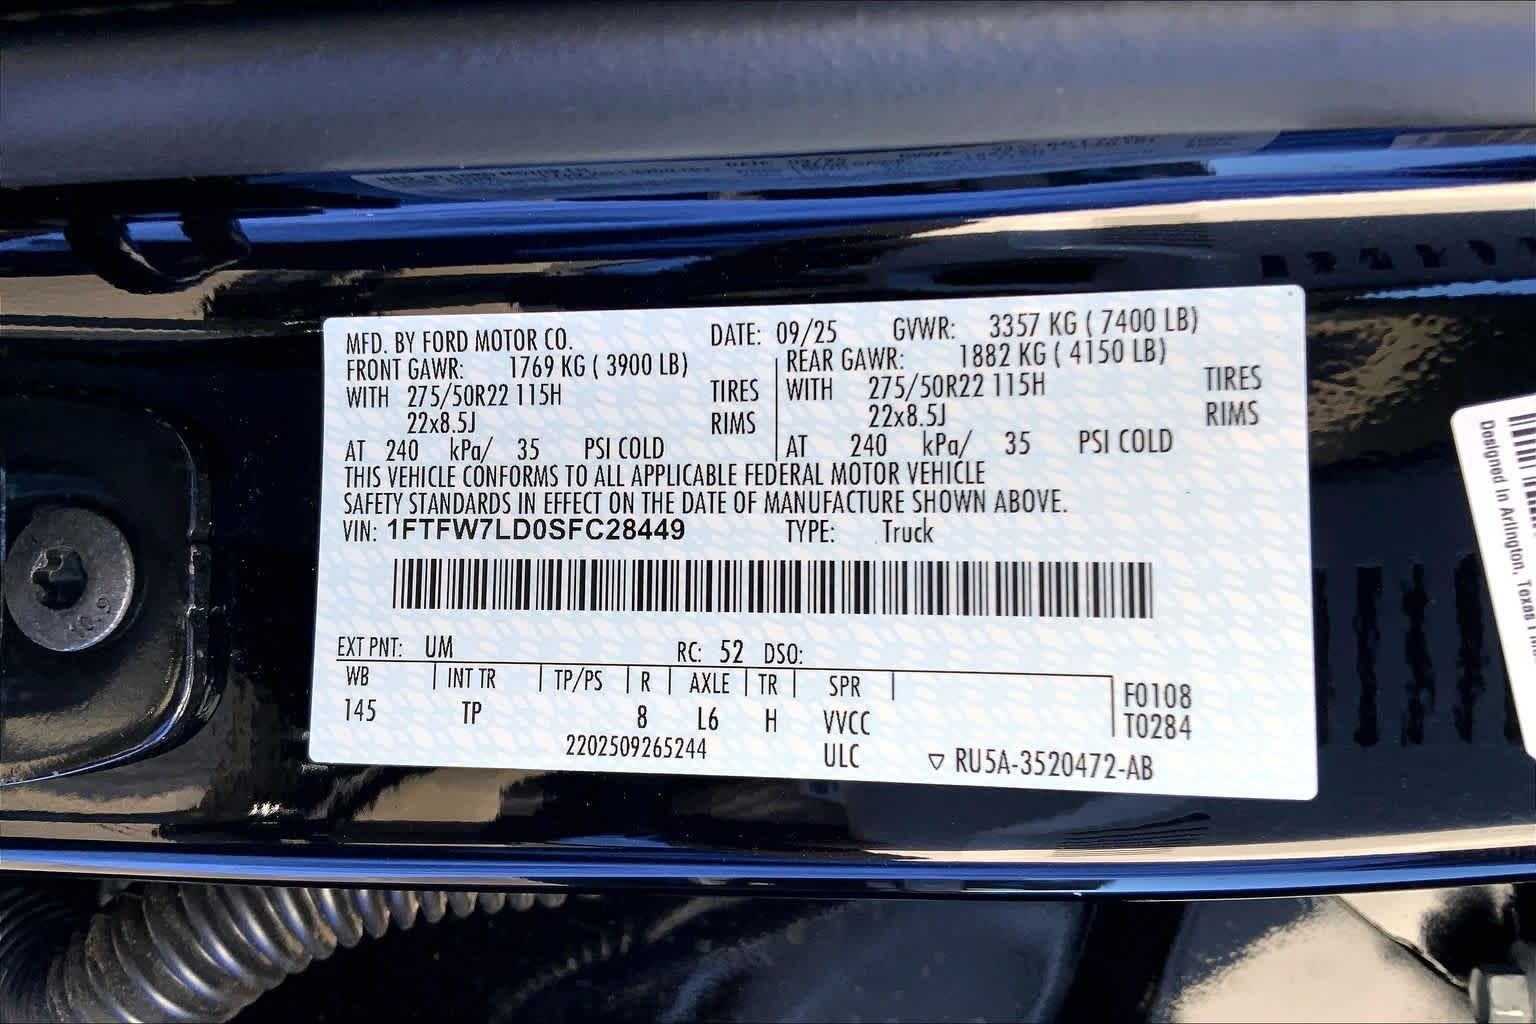 MFD. BY FORD MOTOR CO. DATE: 09/25 GVWR: 3357 KG ( 7400 LB)
FRONT GAWR: 1769 KG ( 3900 LB) REAR GAWR: 1882 KG ( 4150 LB)
WITH 275/50R22 115H TIRES WITH 275/50R22 115H TIRES
22x8.5J RIMS 22x8.5J RIMS
AT 240 kPa/ 35 PSI COLD AT 240 kPa/ 35 PSI COLD
THIS VEHICLE CONFORMS TO ALL APPLICABLE FEDERAL MOTOR VEHICLE
SAFETY STANDARDS IN EFFECT ON THE DATE OF MANUFACTURE SHOWN ABOVE.
VIN: 1FTFW7LD0SFC28449 TYPE: Truck
EXT PNT: UM RC: 52 DSO:
WB INT TR TP/PS R AXLE TR SPR
145 TP 8 L6 H VVCC
F0108
T0284
2202509265244 ULC ▽ RU5A-3520472-AB
Designed in Arlington, Texas
10.9